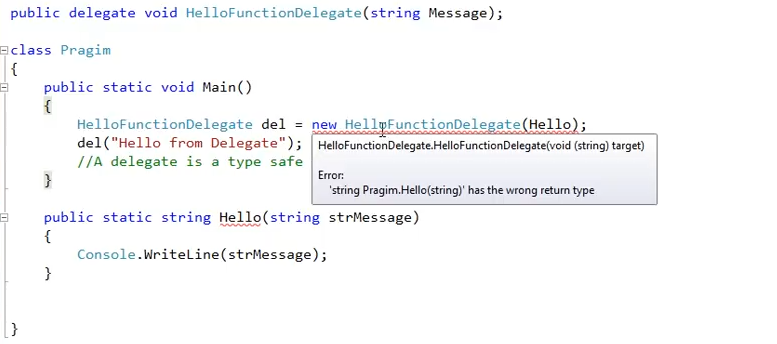 public delegate void HelloFunctionDelegate(string Message);
class Pragim
{
public static void Main()
{
HelloFunctionDelegate del = new HelloFunctionDelegate(Hello);
del("Hello from Delegate");
//A delegate is a type safe
}
HelloFunctionDelegate.HelloFunctionDelegate(void (string) target)
Error:
'string Pragim.Hello(string)' has the wrong return type
public static string Hello(string strMessage)
{
Console.WriteLine(strMessage);
}
}